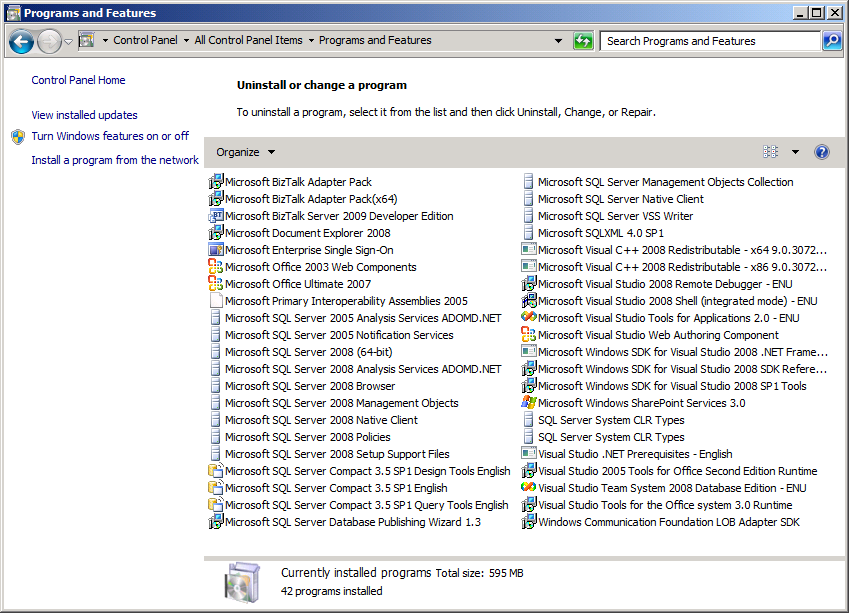 Programs and Features
Control Panel All Control Panel Items Programs and Features
Search Programs and Features
Control Panel Home
View installed updates
Turn Windows features on or off
Install a program from the network
Uninstall or change a program
To uninstall a program, select it from the list and then click Uninstall, Change, or Repair.
Organize
Microsoft BizTalk Adapter Pack
Microsoft BizTalk Adapter Pack(x64)
Microsoft BizTalk Server 2009 Developer Edition
Microsoft Document Explorer 2008
Microsoft Enterprise Single Sign-On
Microsoft Office 2003 Web Components
Microsoft Office Ultimate 2007
Microsoft Primary Interoperability Assemblies 2005
Microsoft SQL Server 2005 Analysis Services ADOMD.NET
Microsoft SQL Server 2005 Notification Services
Microsoft SQL Server 2008 (64-bit)
Microsoft SQL Server 2008 Analysis Services ADOMD.NET
Microsoft SQL Server 2008 Browser
Microsoft SQL Server 2008 Management Objects
Microsoft SQL Server 2008 Native Client
Microsoft SQL Server 2008 Policies
Microsoft SQL Server 2008 Setup Support Files
Microsoft SQL Server Compact 3.5 SP1 Design Tools English
Microsoft SQL Server Compact 3.5 SP1 English
Microsoft SQL Server Compact 3.5 SP1 Query Tools English
Microsoft SQL Server Database Publishing Wizard 1.3
Microsoft SQL Server Management Objects Collection
Microsoft SQL Server Native Client
Microsoft SQL Server VSS Writer
Microsoft SQLXML 4.0 SP1
Microsoft Visual C++ 2008 Redistributable - x64 9.0.3072...
Microsoft Visual C++ 2008 Redistributable - x86 9.0.3072...
Microsoft Visual Studio 2008 Remote Debugger - ENU
Microsoft Visual Studio 2008 Shell (integrated mode) - ENU
Microsoft Visual Studio Tools for Applications 2.0 - ENU
Microsoft Visual Studio Web Authoring Component
Microsoft Windows SDK for Visual Studio 2008 .NET Frame...
Microsoft Windows SDK for Visual Studio 2008 SDK Refere...
Microsoft Windows SDK for Visual Studio 2008 SP1 Tools
Microsoft Windows SharePoint Services 3.0
SQL Server System CLR Types
SQL Server System CLR Types
Visual Studio .NET Prerequisites - English
Visual Studio 2005 Tools for Office Second Edition Runtime
Visual Studio Team System 2008 Database Edition - ENU
Visual Studio Tools for the Office system 3.0 Runtime
Windows Communication Foundation LOB Adapter SDK
Currently installed programs Total size: 595 MB
42 programs installed